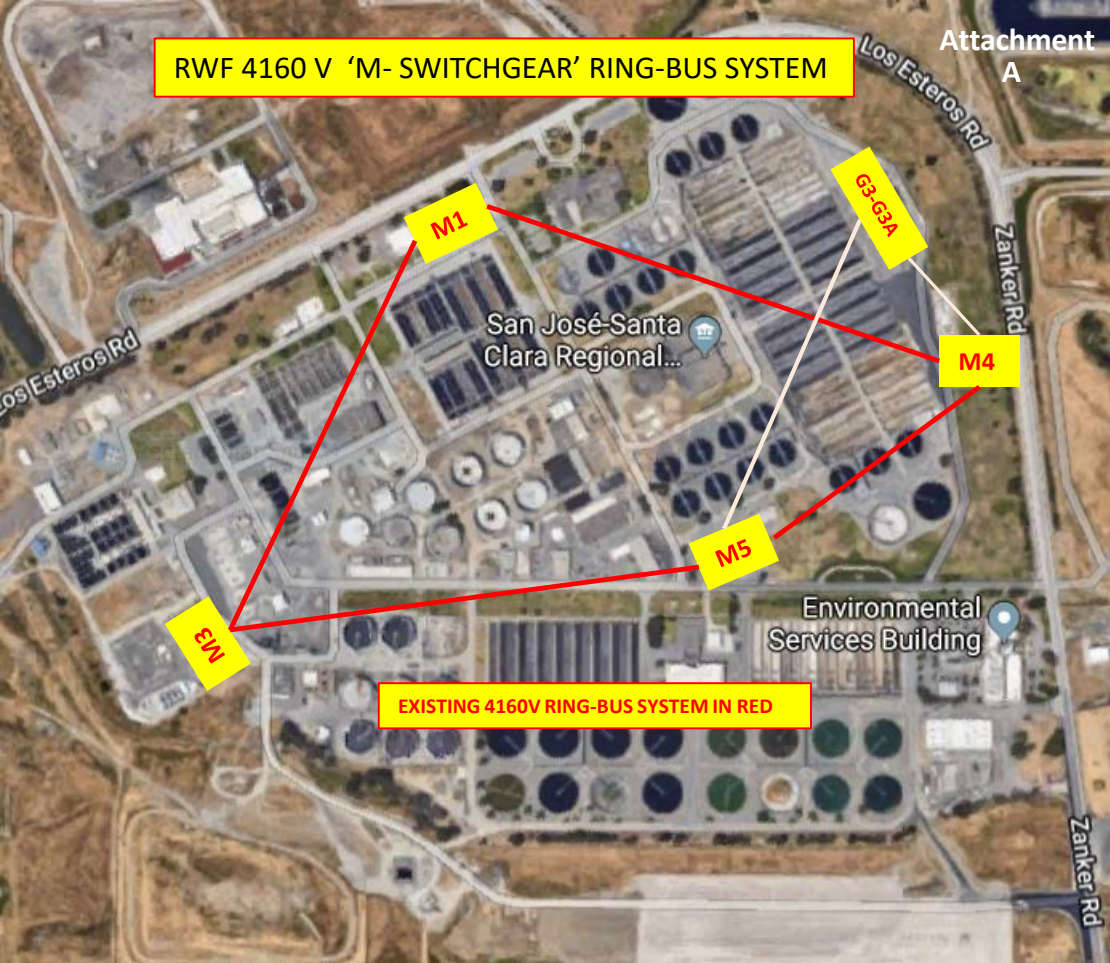 Attachment
A
RWF 4160 V ‘M- SWITCHGEAR’ RING-BUS SYSTEM
Los Esteros Rd
G3-G3A
M1
Zanker Rd
San José-Santa
Clara Regional...
M4
Los Esteros Rd
M5
Environmental
Services Building
M3
EXISTING 4160V RING-BUS SYSTEM IN RED
Zanker Rd